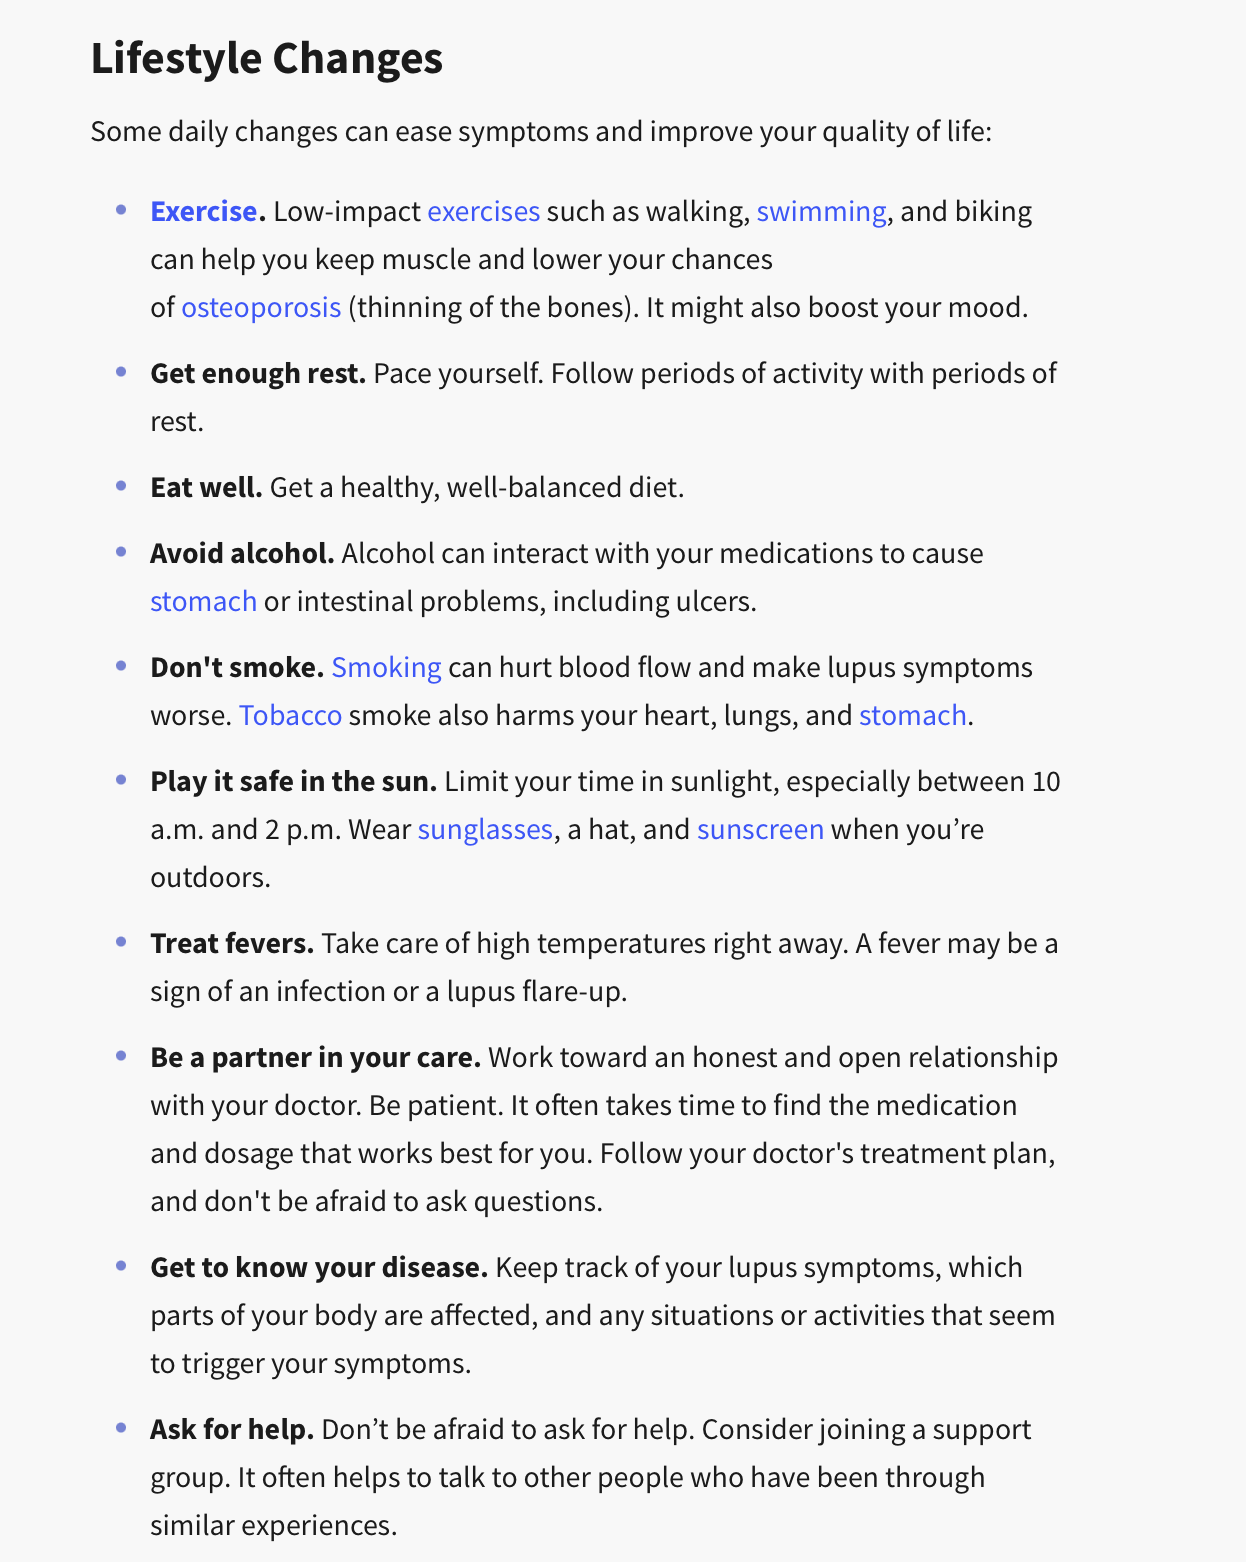 Lifestyle Changes
Some daily changes can ease symptoms and improve your quality of life:
Exercise. Low-impact exercises such as walking, swimming, and biking
can help you keep muscle and lower your chances
of osteoporosis (thinning of the bones). It might also boost your mood.
Get enough rest. Pace yourself. Follow periods of activity with periods of
rest.
Eat well. Get a healthy, well-balanced diet.
Avoid alcohol. Alcohol can interact with your medications to cause
stomach or intestinal problems, including ulcers.
Don't smoke. Smoking can hurt blood flow and make lupus symptoms
worse. Tobacco smoke also harms your heart, lungs, and stomach.
Play it safe in the sun. Limit your time in sunlight, especially between 10
a.m. and 2 p.m. Wear sunglasses, a hat, and sunscreen when you’re
outdoors.
Treat fevers. Take care of high temperatures right away. A fever may be a
sign of an infection or a lupus flare-up.
Be a partner in your care. Work toward an honest and open relationship
with your doctor. Be patient. It often takes time to find the medication
and dosage that works best for you. Follow your doctor's treatment plan,
and don't be afraid to ask questions.
Get to know your disease. Keep track of your lupus symptoms, which
parts of your body are affected, and any situations or activities that seem
to trigger your symptoms.
Ask for help. Don’t be afraid to ask for help. Consider joining a support
group. It often helps to talk to other people who have been through
similar experiences.